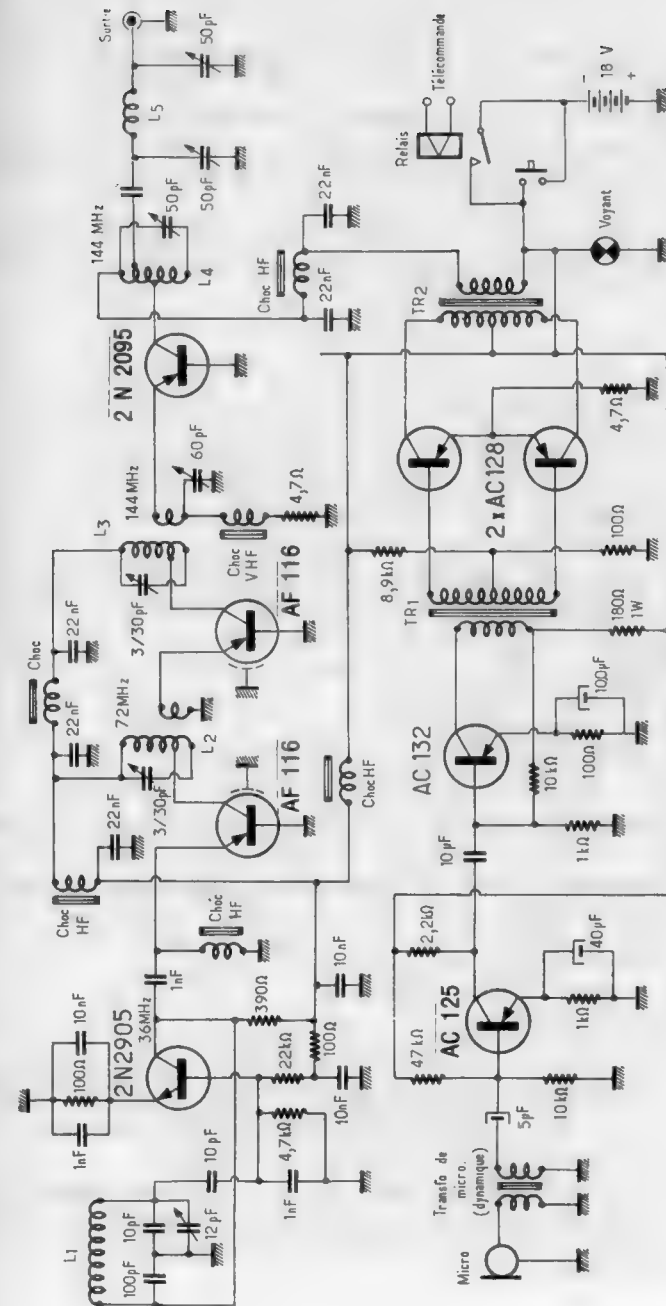 L1
100pF
10pF
12pF
10pF
1nF
100Ω
10nF
2N2905
36MHz
1nF
4,7kΩ
22kΩ
10nF
100Ω
390Ω
10nF
1nF
Choc
HF
Choc
HF
22nF
3/30pF
AF 116
72MHz
L2
22nF
Choc
22nF
3/30pF
L3
AF 116
144MHz
60pF
Choc
VHF
4,7Ω
2N 2095
144 MHz
L4
50pF
50pF
L5
50pF
Sortie
Choc HF
22nF
22nF
Choc HF
Micro
Transfo de
micro.
(dynamique)
5pF
47kΩ
10kΩ
AC 125
2,2kΩ
1kΩ
40µF
10µF
AC 132
1kΩ
10kΩ
100Ω
100µF
180Ω
1W
TR1
8,9kΩ
100Ω
2xAC128
4,7Ω
TR2
Voyant
Relais
Télécommande
-
18 V
+